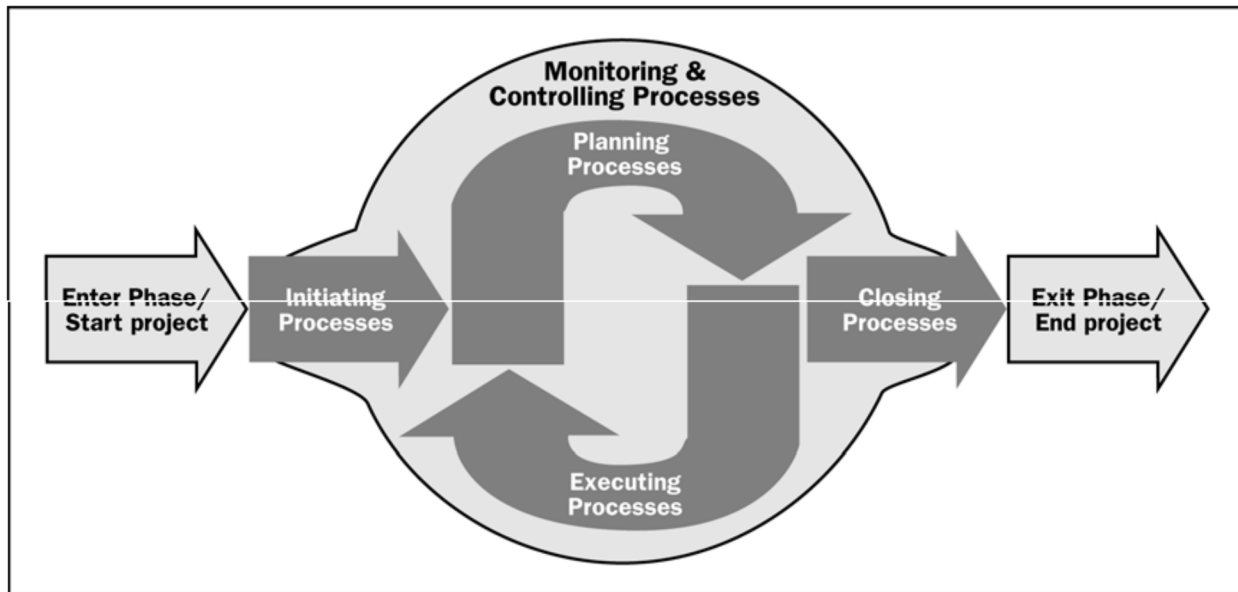 Monitoring &
Controlling Processes
Planning
Processes
Enter Phase/
Start project
Initiating
Processes
Closing
Processes
Exit Phase/
End project
Executing
Processes